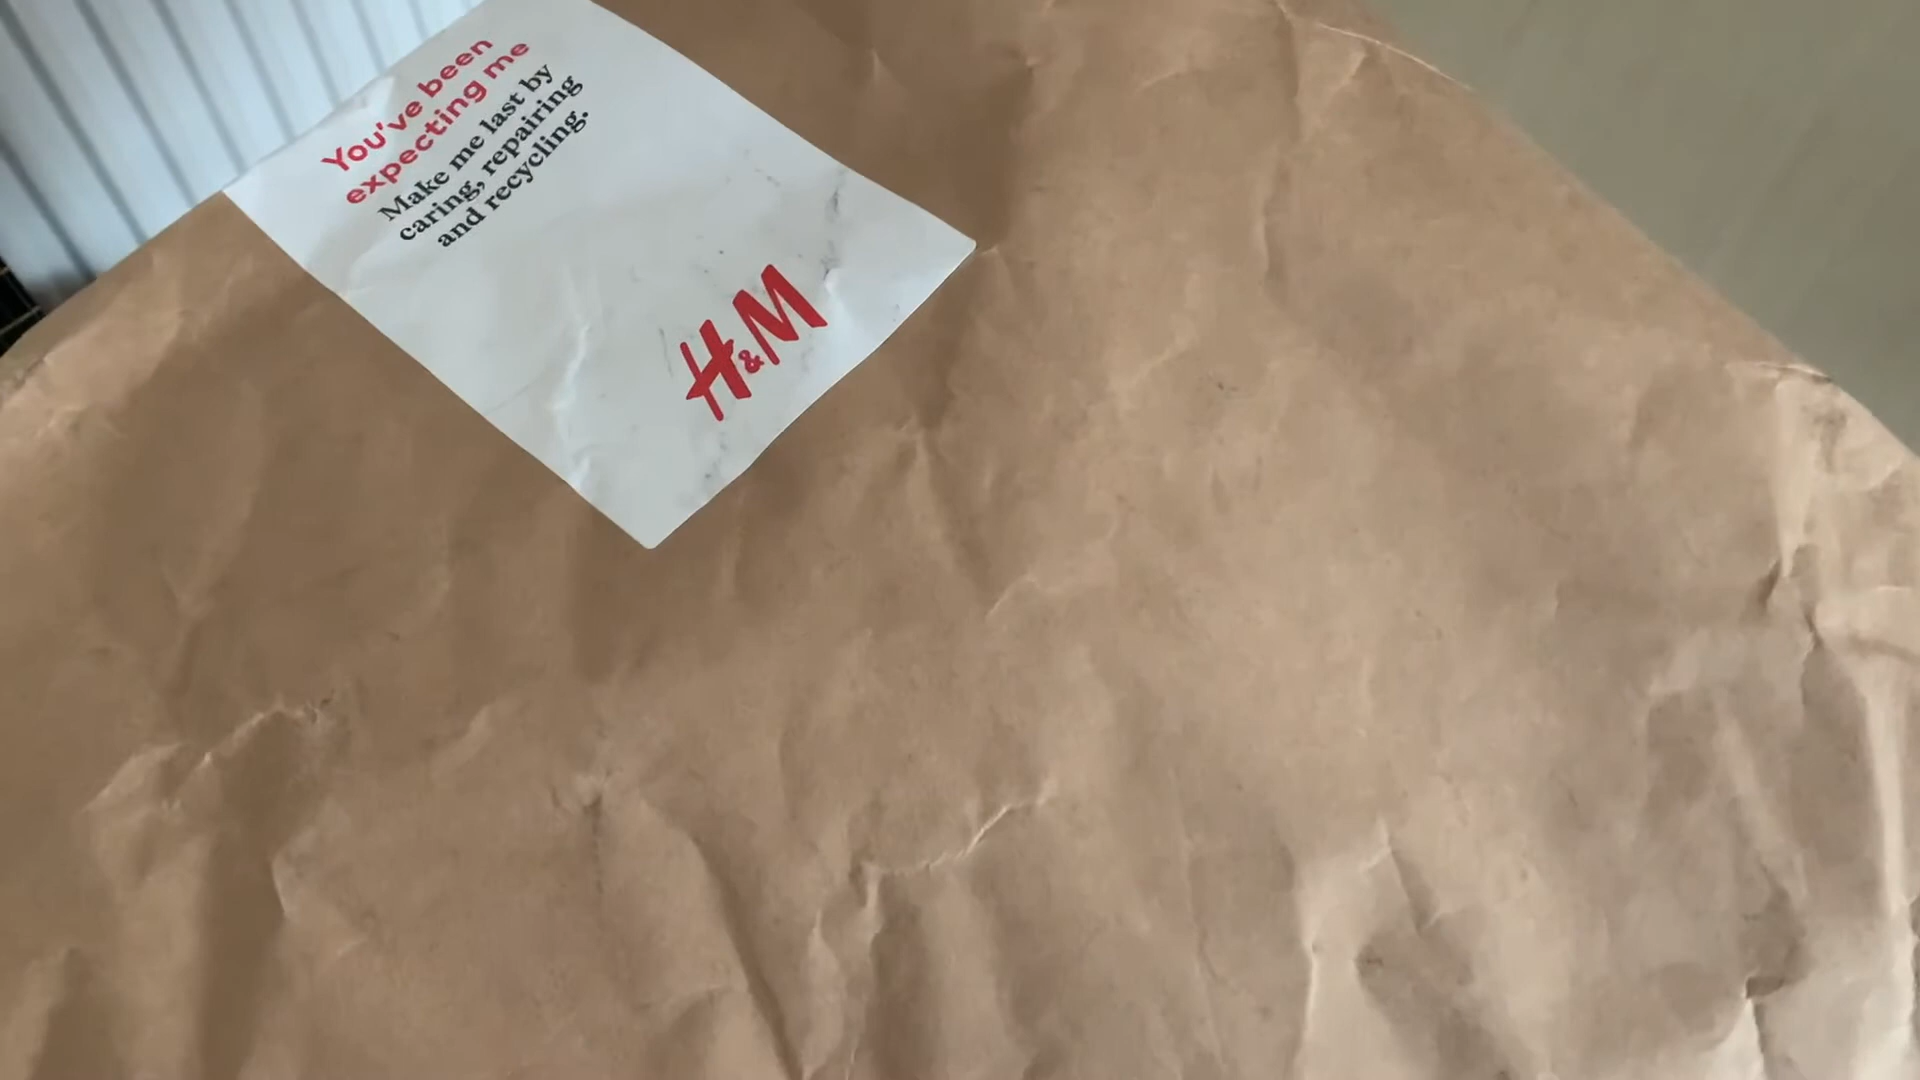 You've been
expecting me
Make me last by
caring, repairing
and recycling.
H&M